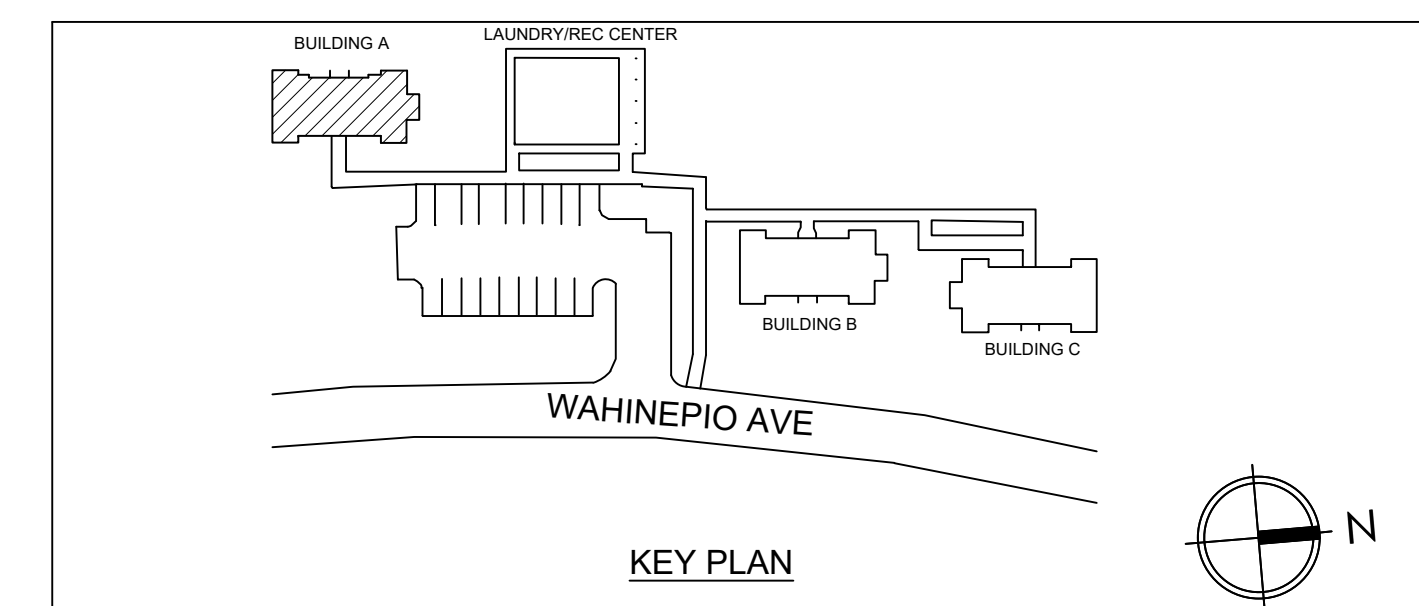 LAUNDRY/REC CENTER
BUILDING A
BUILDING B
BUILDING C
WAHINEPIO AVE
N
KEY PLAN